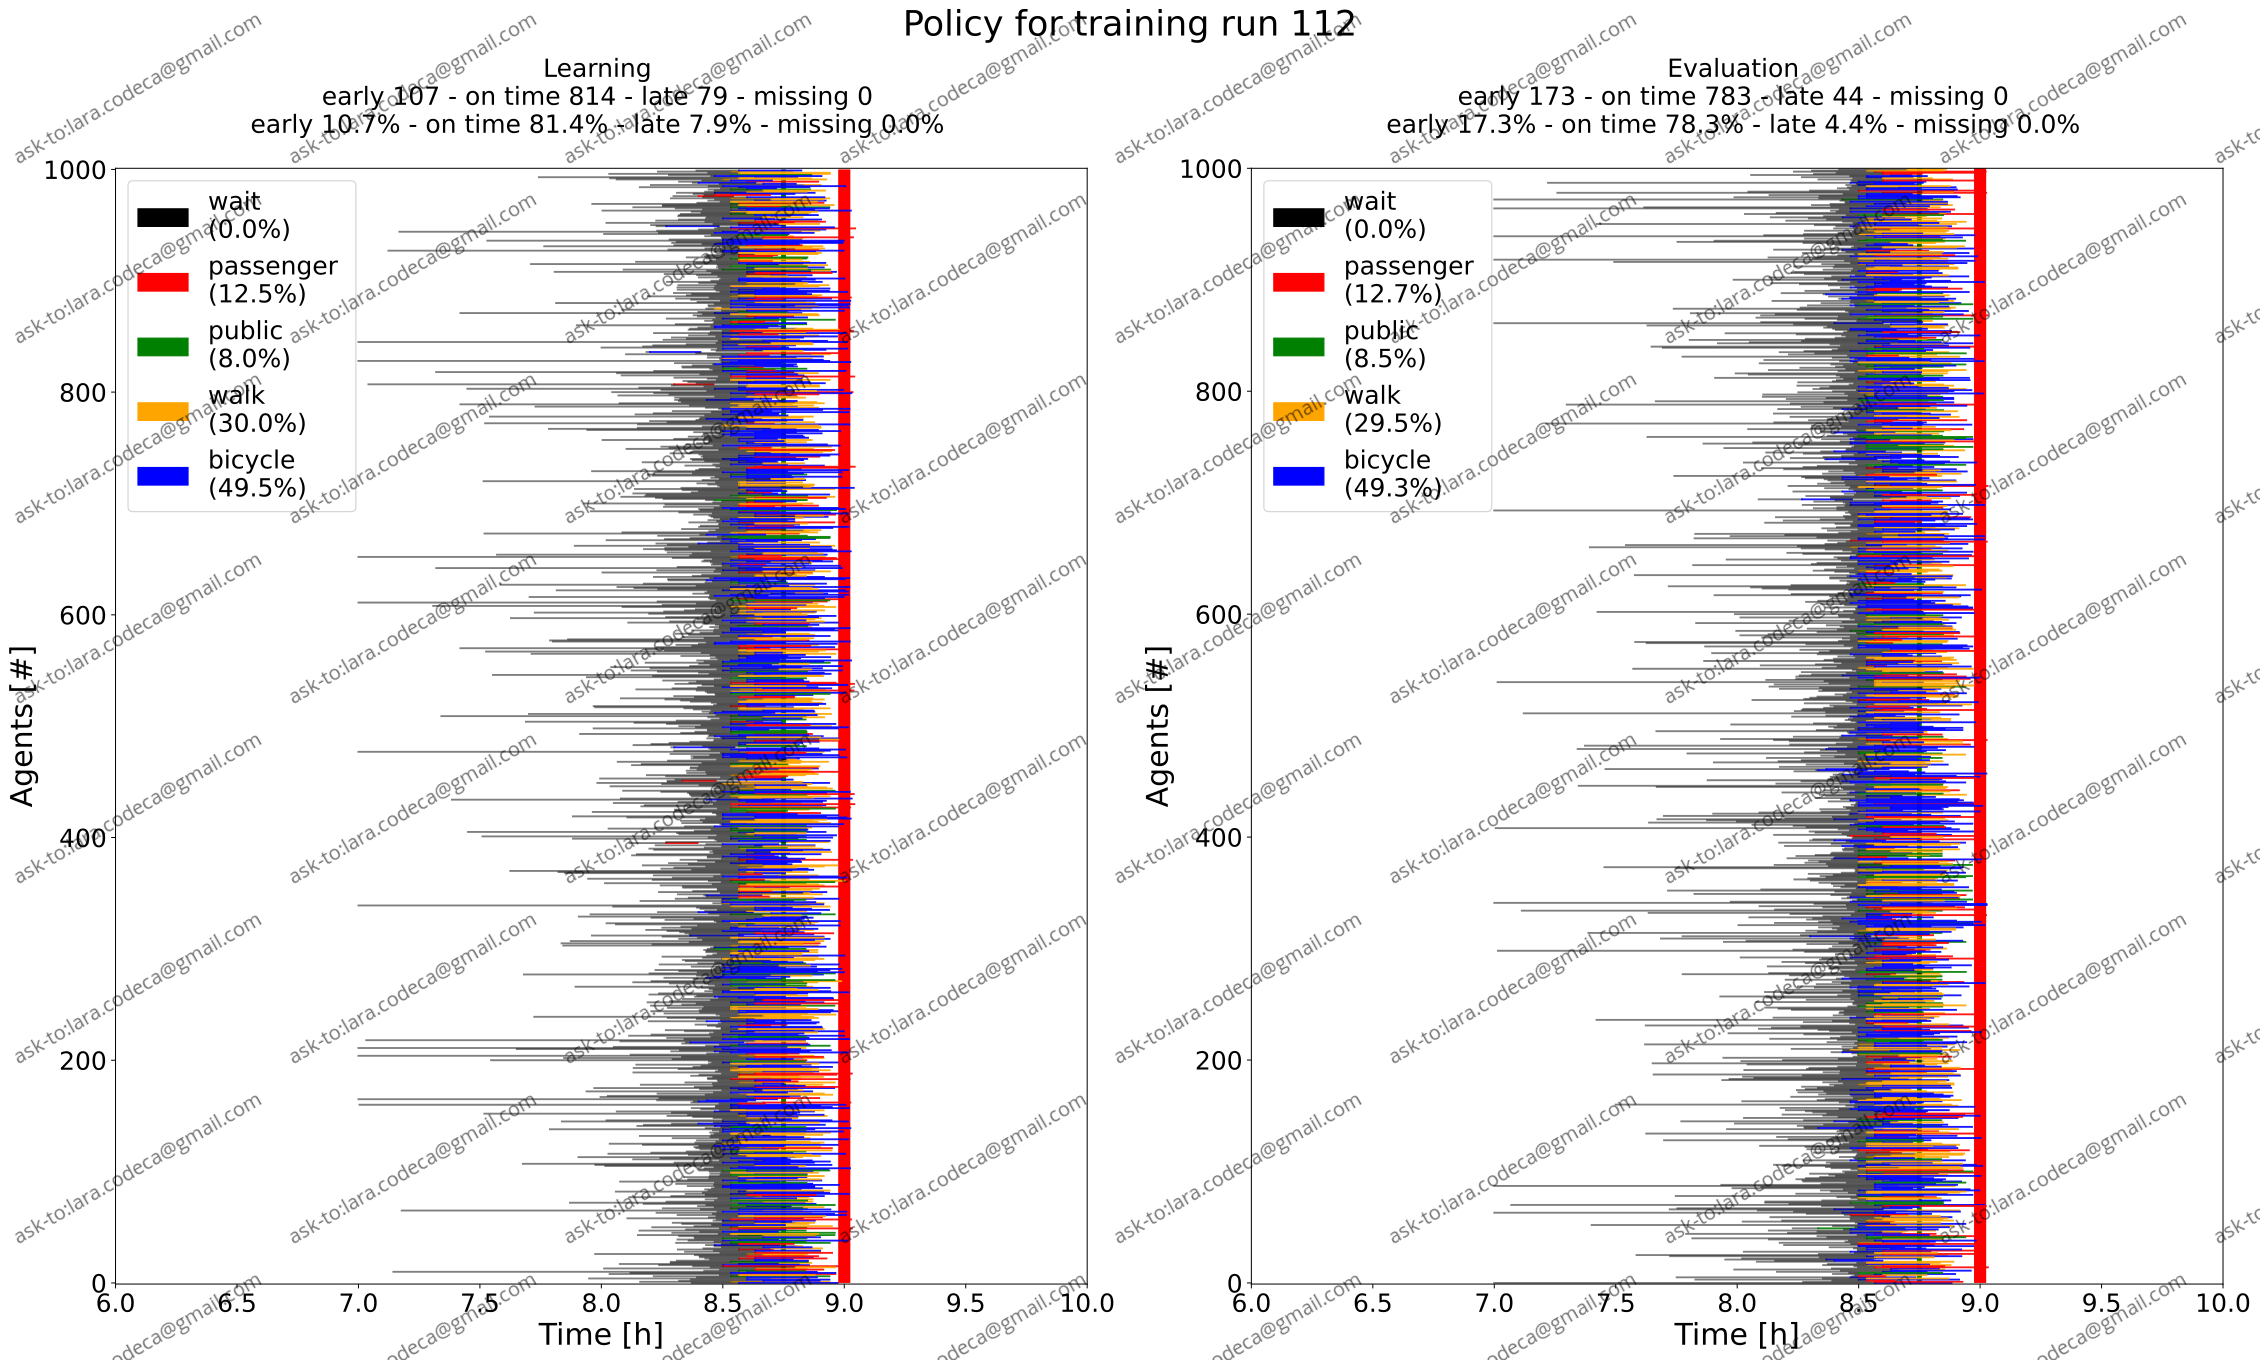 Policy for training run 112
Learning
early 107 - on time 814 - late 79 - missing 0
early 10.7% - on time 81.4% - late 7.9% - missing 0.0%
1000
800
600
400
200
0
Agents [#]
wait
(0.0%)
passenger
(12.5%)
public
(8.0%)
walk
(30.0%)
bicycle
(49.5%)
6.0 6.5 7.0 7.5 8.0 8.5 9.0 9.5 10.0
Time [h]
Evaluation
early 173 - on time 783 - late 44 - missing 0
early 17.3% - on time 78.3% - late 4.4% - missing 0.0%
1000
800
600
400
200
0
Agents [#]
wait
(0.0%)
passenger
(12.7%)
public
(8.5%)
walk
(29.5%)
bicycle
(49.3%)
6.0 6.5 7.0 7.5 8.0 8.5 9.0 9.5 10.0
Time [h]
ask-to:lara.codeca@gmail.com